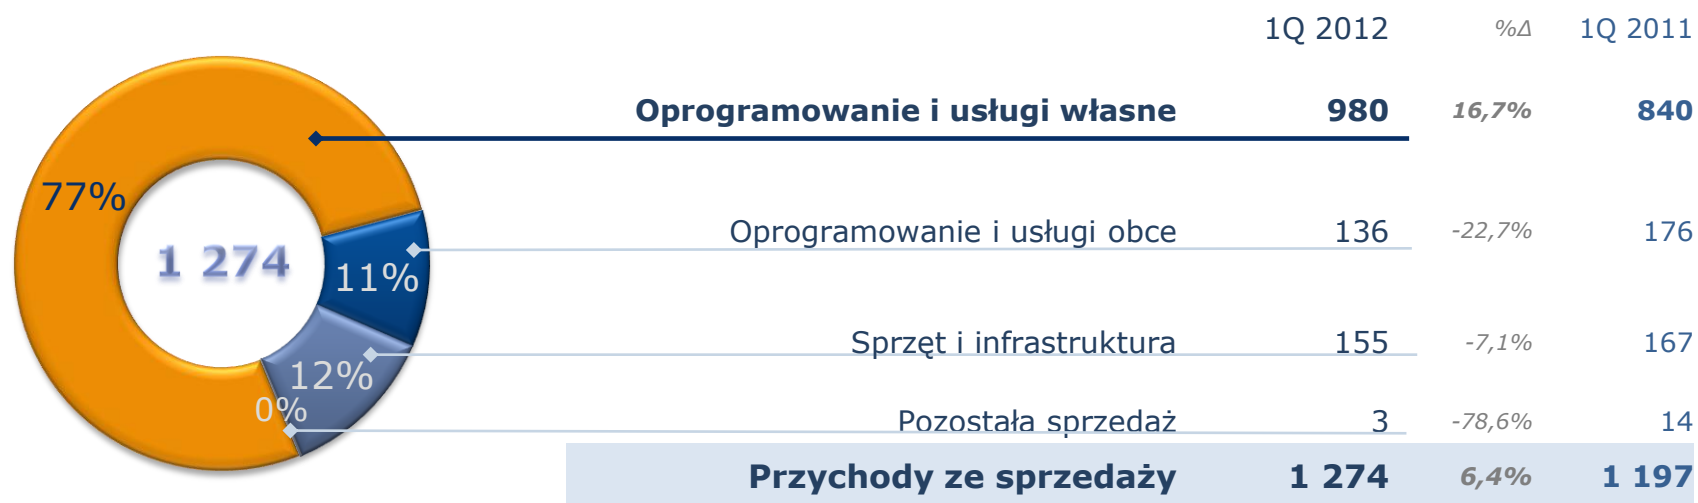 1Q 2012 %Δ 1Q 2011
Oprogramowanie i usługi własne 980 16,7% 840
77%
Oprogramowanie i usługi obce 136 -22,7% 176
1 274
11%
Sprzęt i infrastruktura 155 -7,1% 167
12%
0%
Pozostała sprzedaż 3 -78,6% 14
Przychody ze sprzedaży 1 274 6,4% 1 197